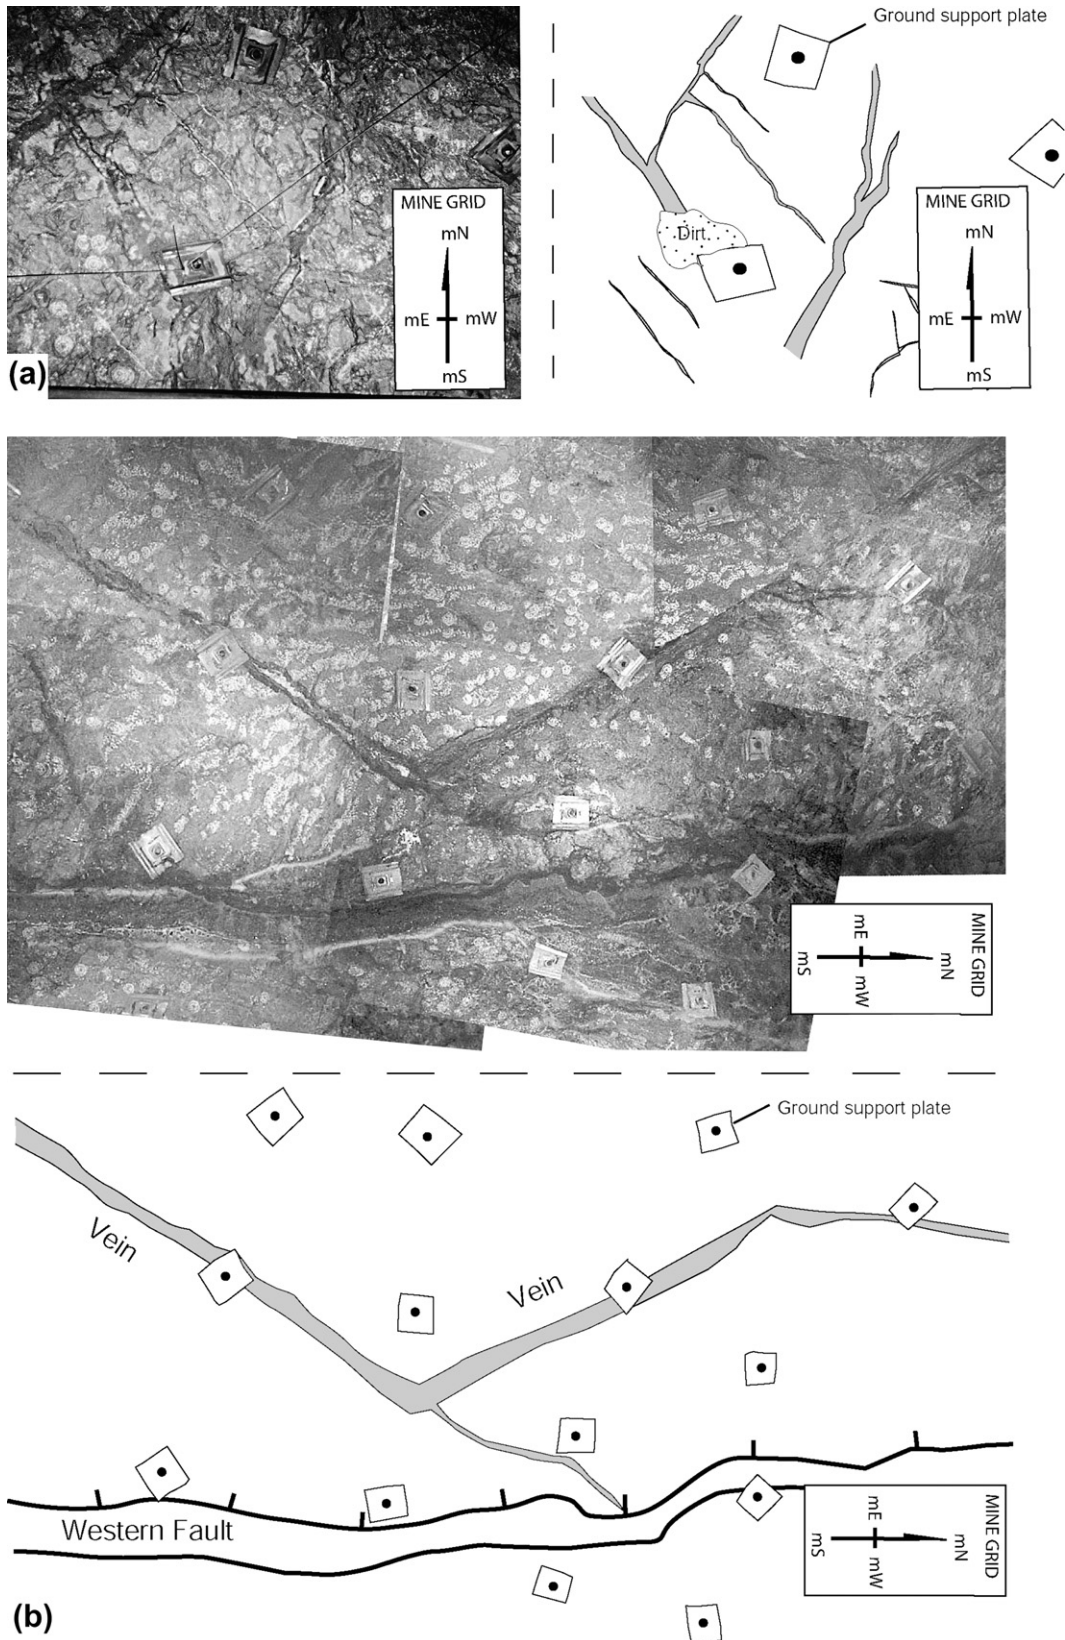 Ground support plate
MINE GRID
mN
mE
mW
mS
(a)
Dirt
MINE GRID
mN
mE
mW
mS
MINE GRID
mE
mS
mN
mW
Ground support plate
Vein
Vein
Western Fault
MINE GRID
mE
mS
mN
mW
(b)